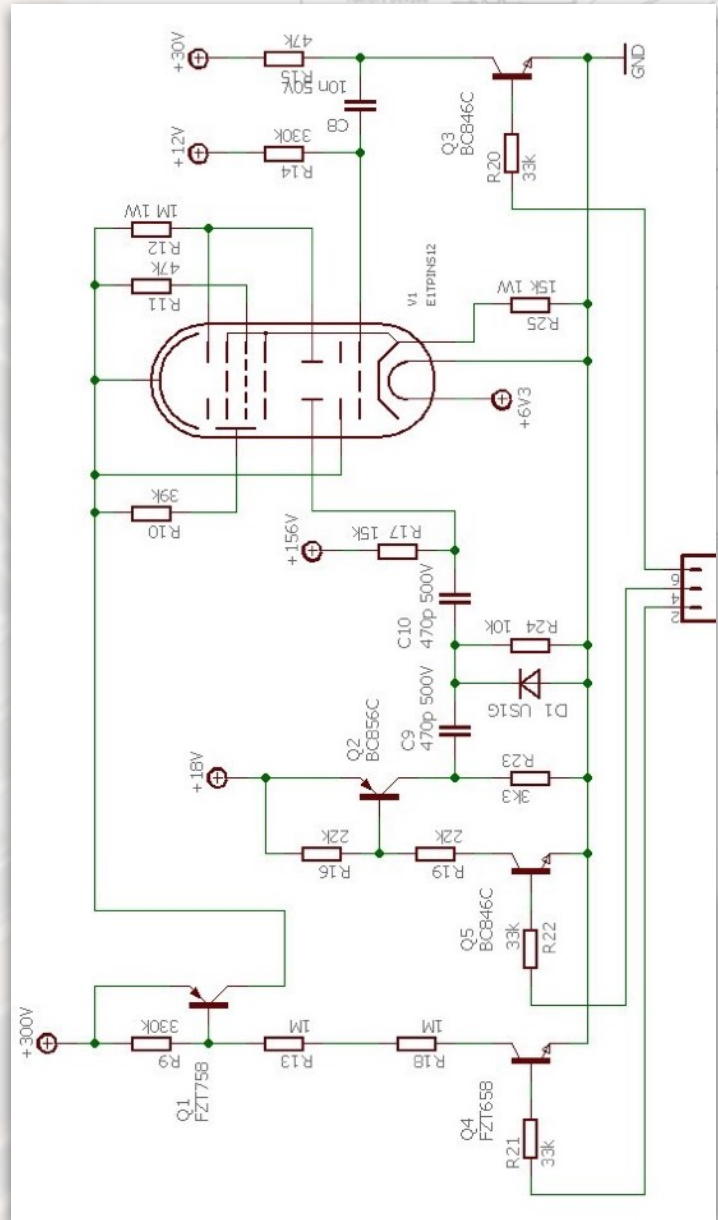 +30V
47k
R15
10n 50V
C8
+12V
330k
R14
Q3
BC846C
R20
33k
GND
1M 1W
R12
47k
R11
V1
E1TPINS12
15k 1W
R25
+6V3
39k
R10
+156V
R17
15k
C10
470p 500V
R24
10k
D1
US1G
+18V
Q2
BC856C
C9
470p 500V
R23
3k3
22k
R16
22k
R19
Q5
BC846C
33k
R22
6
4
2
+300V
330k
R9
Q1
FZT758
1M
R13
1M
R18
Q4
FZT658
R21
33k